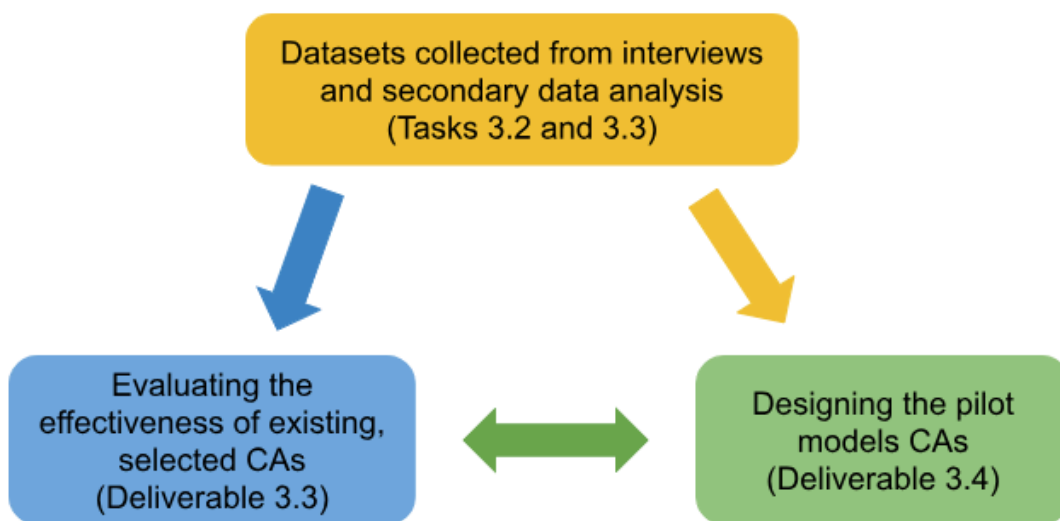 Datasets collected from interviews
and secondary data analysis
(Tasks 3.2 and 3.3)
Evaluating the
effectiveness of existing,
selected CAs
(Deliverable 3.3)
Designing the pilot
models CAs
(Deliverable 3.4)